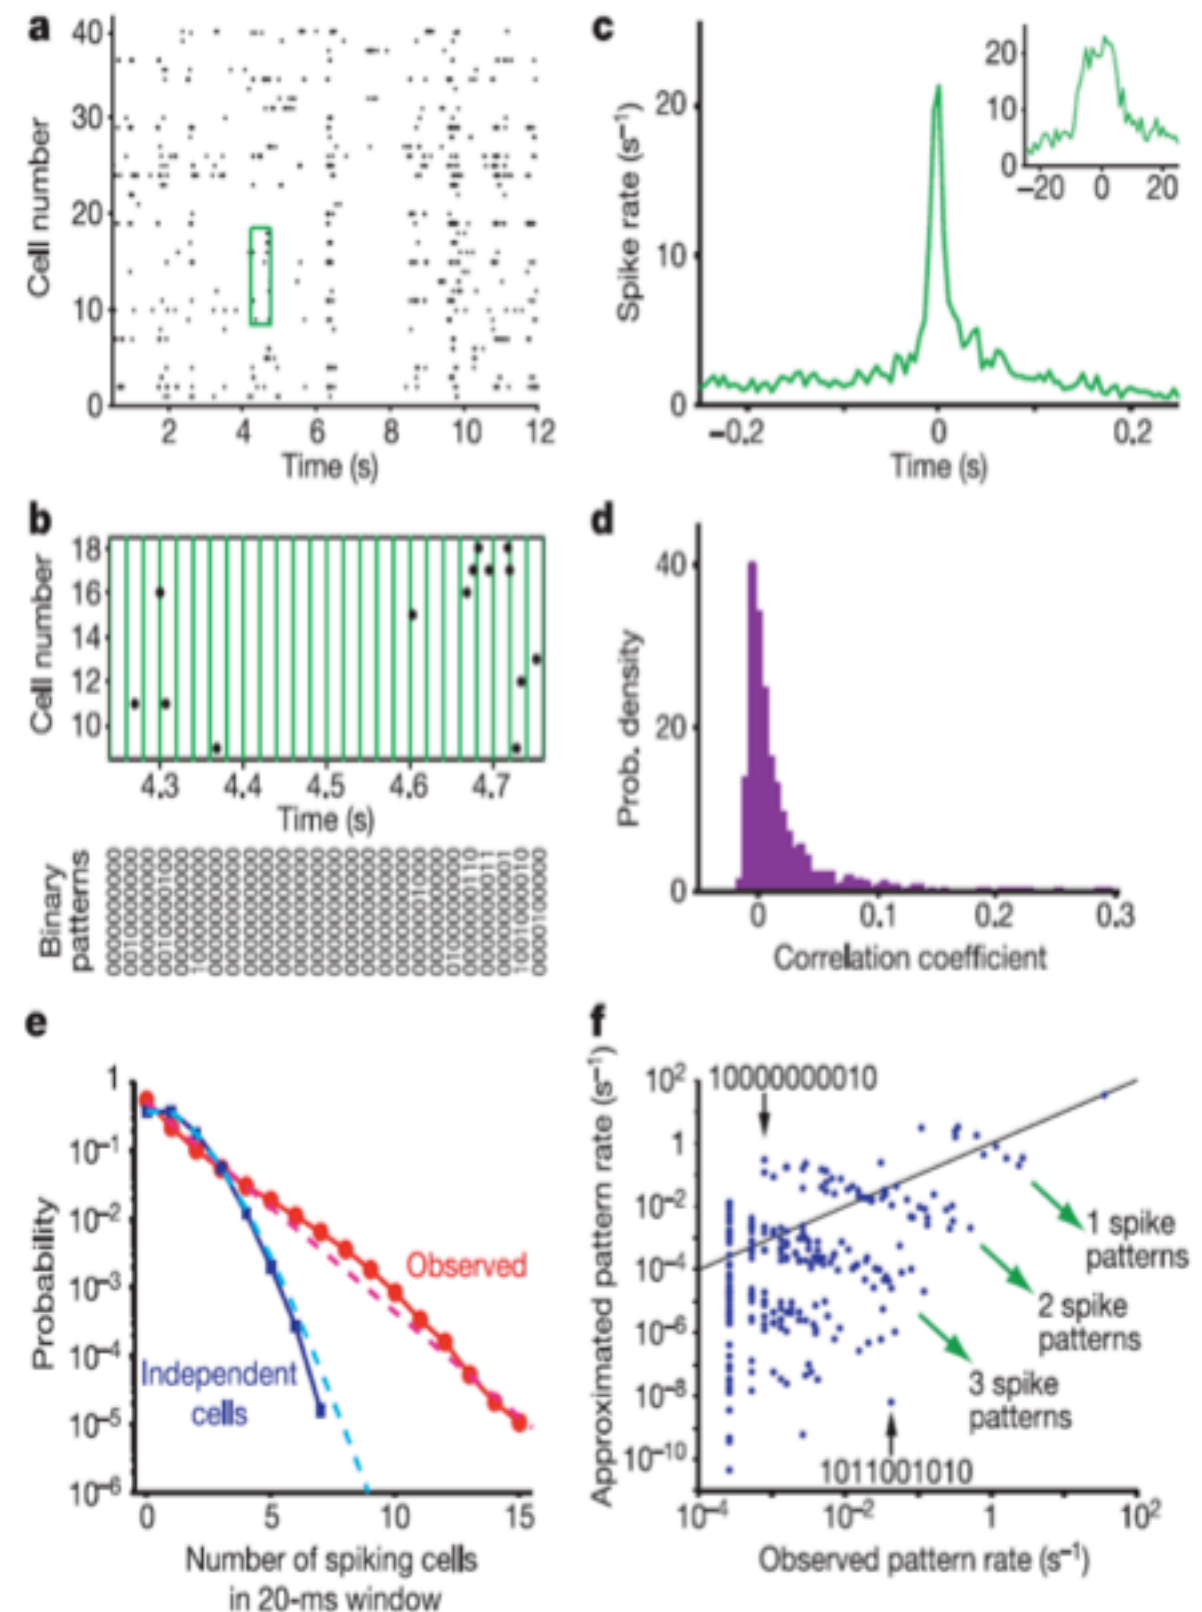 a
40
30
20
10
0
Cell number
2 4 6 8 10 12
Time (s)
c
20
10
0
Spike rate (s−1)
−0.2 0 0.2
Time (s)
20
10
0
−20 0 20
b
18
16
14
12
10
Cell number
4.3 4.4 4.5 4.6 4.7
Time (s)
Binary
patterns
d
40
20
0
Prob. density
0 0.1 0.2 0.3
Correlation coefficient
e
1
10−1
10−2
10−3
10−4
10−5
10−6
Probability
Observed
Independent
cells
0 5 10 15
Number of spiking cells
in 20-ms window
f
10²
1
10−2
10−4
10−6
10−8
10−10
Approximated pattern rate (s−1)
10000000010
1 spike
patterns
2 spike
patterns
3 spike
patterns
1011001010
10−4 10−2 1 10²
Observed pattern rate (s−1)